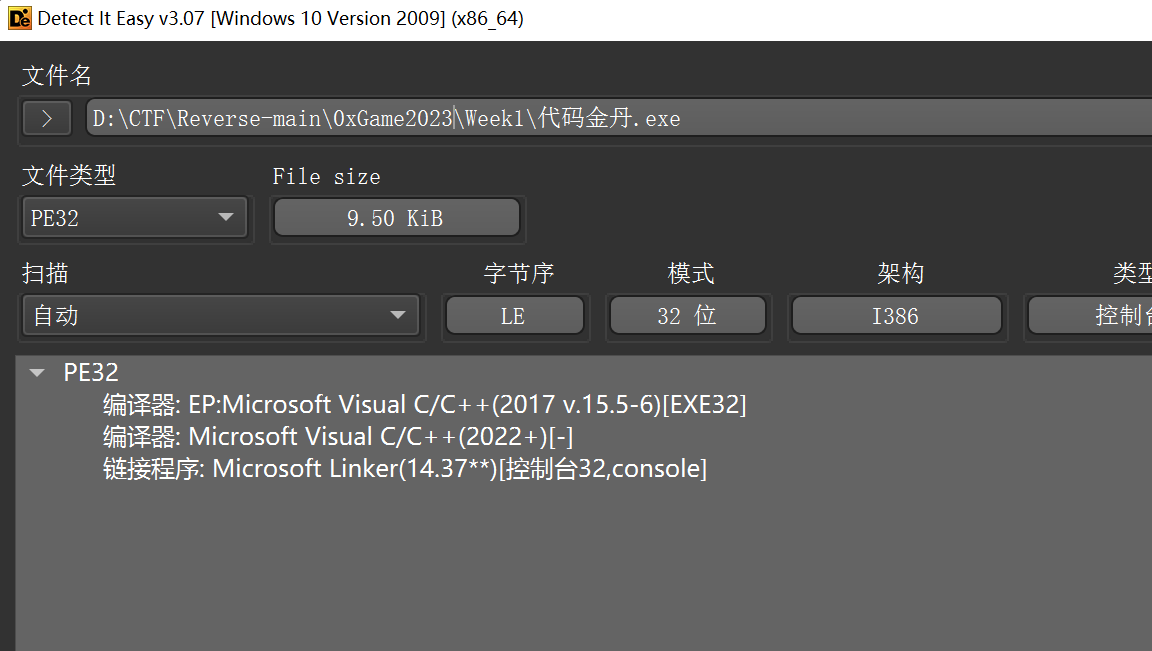 Detect It Easy v3.07 [Windows 10 Version 2009] (x86_64)
文件名
D:\CTF\Reverse-main\0xGame2023\Week1\代码金丹.exe
文件类型 File size
PE32 9.50 KiB
扫描 字节序 模式 架构 类型
自动 LE 32 位 I386 控制台
PE32
编译器: EP:Microsoft Visual C/C++(2017 v.15.5-6)[EXE32]
编译器: Microsoft Visual C/C++(2022+)[-]
链接程序: Microsoft Linker(14.37**)[控制台32,console]